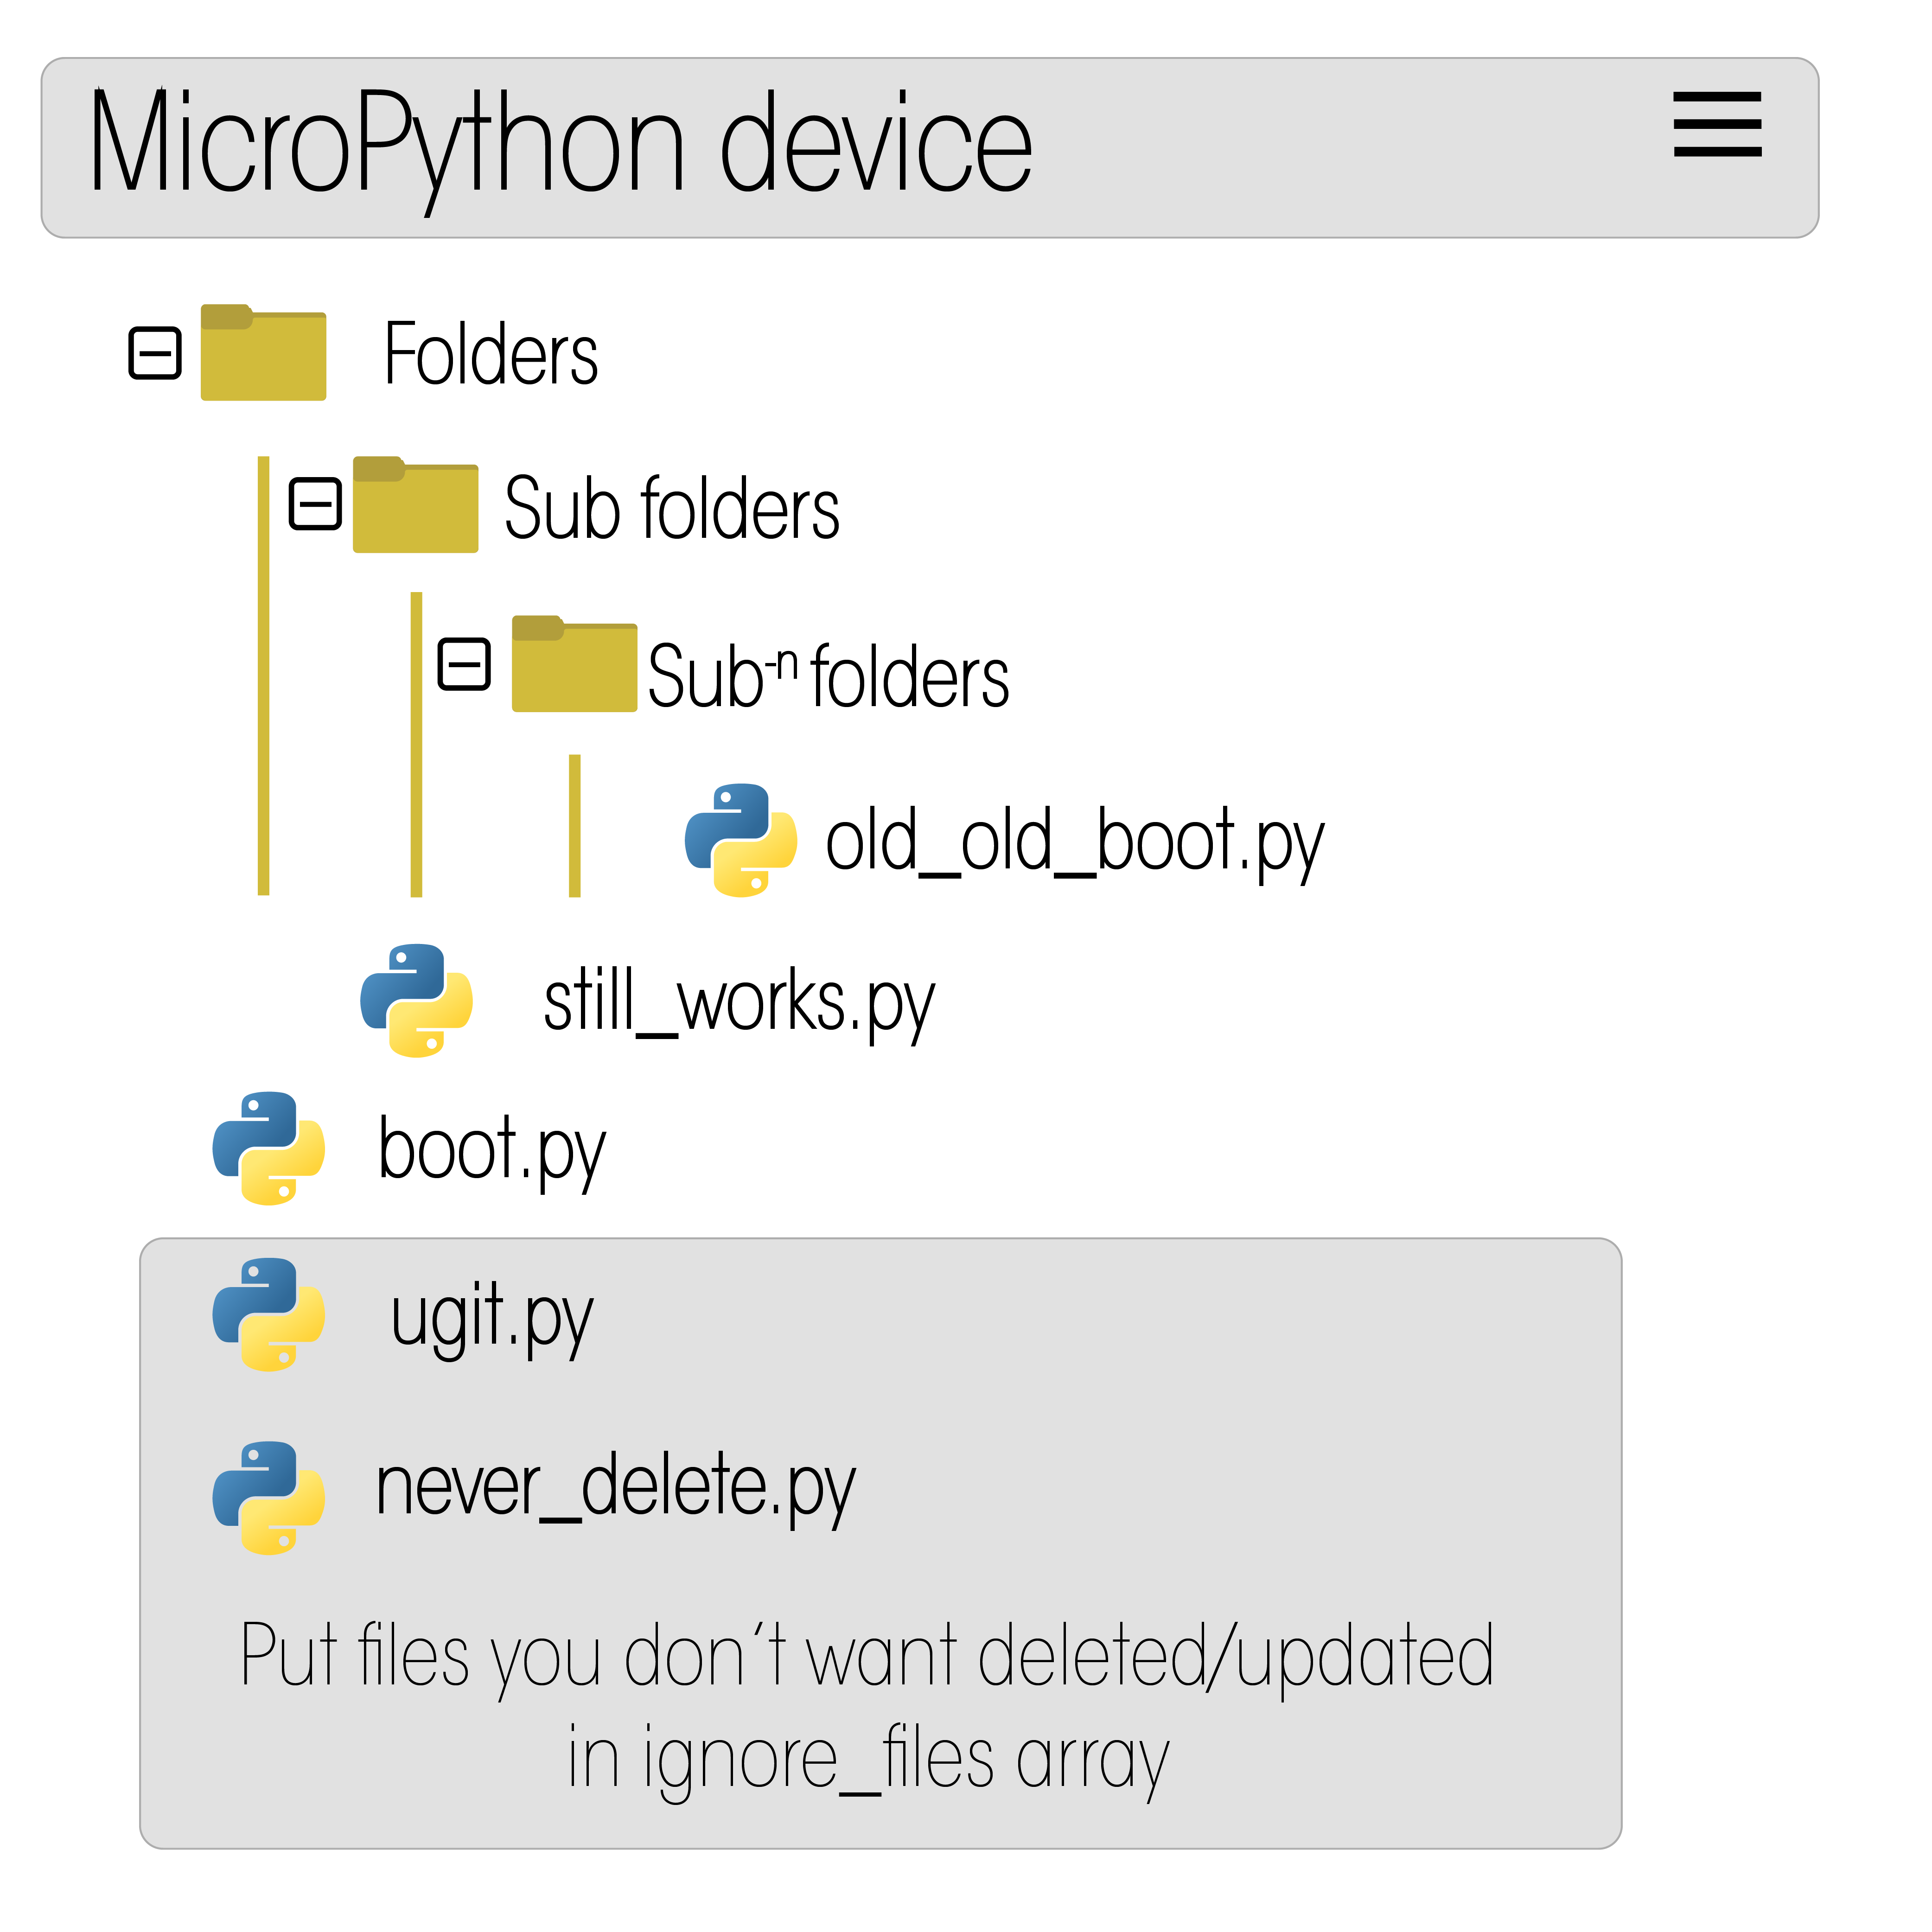 MicroPython device
Folders
Sub folders
Sub-n folders
old_old_boot.py
still_works.py
boot.py
ugit.py
never_delete.py
Put files you don´t want deleted/updated
in ignore_files array